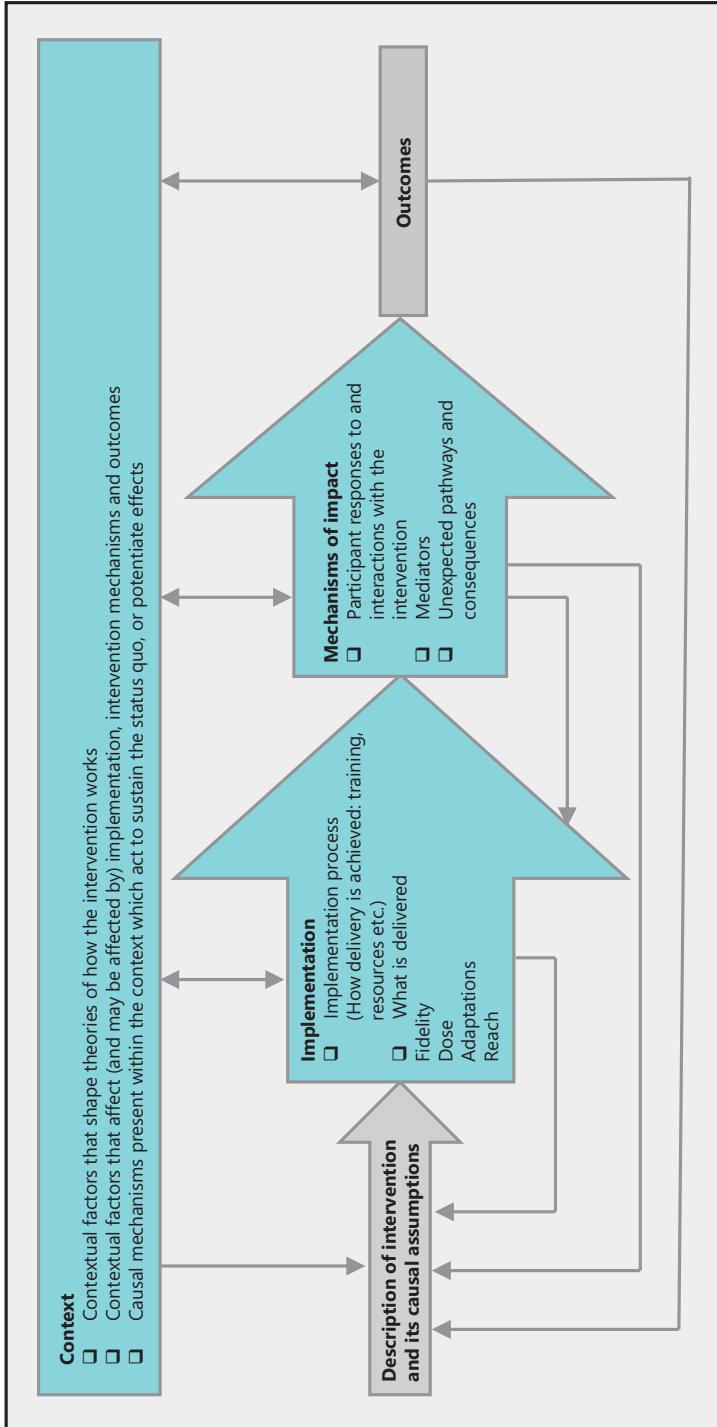 Context
❑ Contextual factors that shape theories of how the intervention works
❑ Contextual factors that affect (and may be affected by) implementation, intervention mechanisms and outcomes
❑ Causal mechanisms present within the context which act to sustain the status quo, or potentiate effects
Description of intervention
and its causal assumptions
Implementation
❑ Implementation process
(How delivery is achieved: training,
resources etc.)
❑ What is delivered
Fidelity
Dose
Adaptations
Reach
Mechanisms of impact
❑ Participant responses to and
interactions with the
intervention
❑ Mediators
❑ Unexpected pathways and
consequences
Outcomes